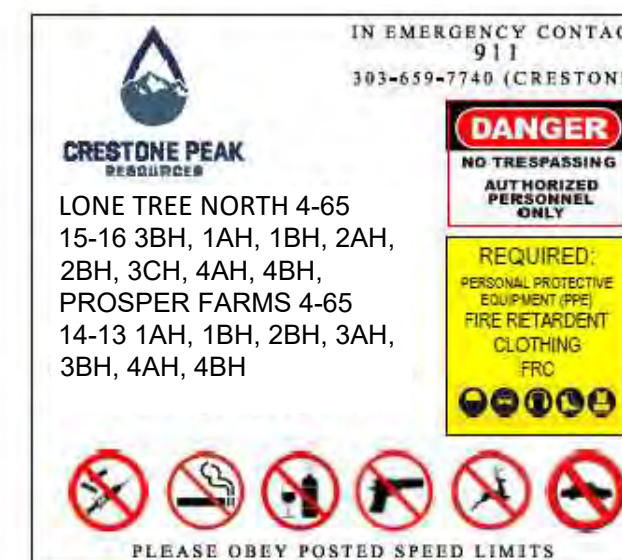 IN EMERGENCY CONTAC
911
303-659-7740 (CRESTON
CRESTONE PEAK
RESOURCES
LONE TREE NORTH 4-65
15-16 3BH, 1AH, 1BH, 2AH,
2BH, 3CH, 4AH, 4BH,
PROSPER FARMS 4-65
14-13 1AH, 1BH, 2BH, 3AH,
3BH, 4AH, 4BH
DANGER
NO TRESPASSING
AUTHORIZED
PERSONNEL
ONLY
REQUIRED:
PERSONAL PROTECTIVE
EQUIPMENT (PPE)
FIRE RETARDENT
CLOTHING
FRC
PLEASE OBEY POSTED SPEED LIMITS